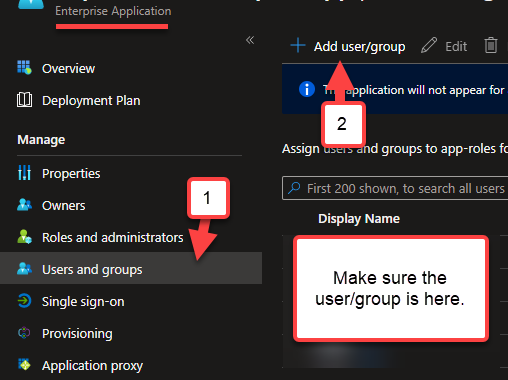 Enterprise Application
«
Add user/group
Edit
Overview
Deployment Plan
application will not appear for
2
Manage
Assign users and groups to app-roles
Properties
First 200 shown, to search all users
1
Owners
Display Name
Roles and administrators
Users and groups
Make sure the
user/group is here.
Single sign-on
Provisioning
Application proxy